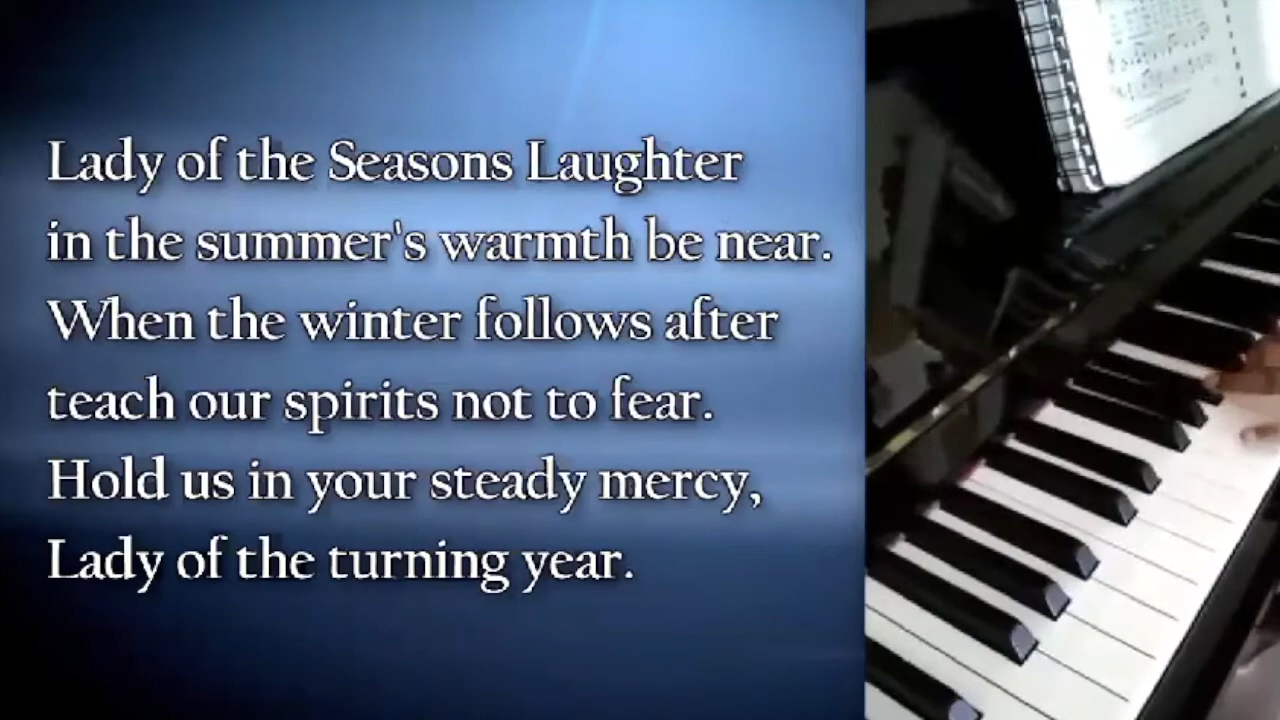 Lady of the Seasons Laughter
in the summer's warmth be near.
When the winter follows after
teach our spirits not to fear.
Hold us in your steady mercy,
Lady of the turning year.